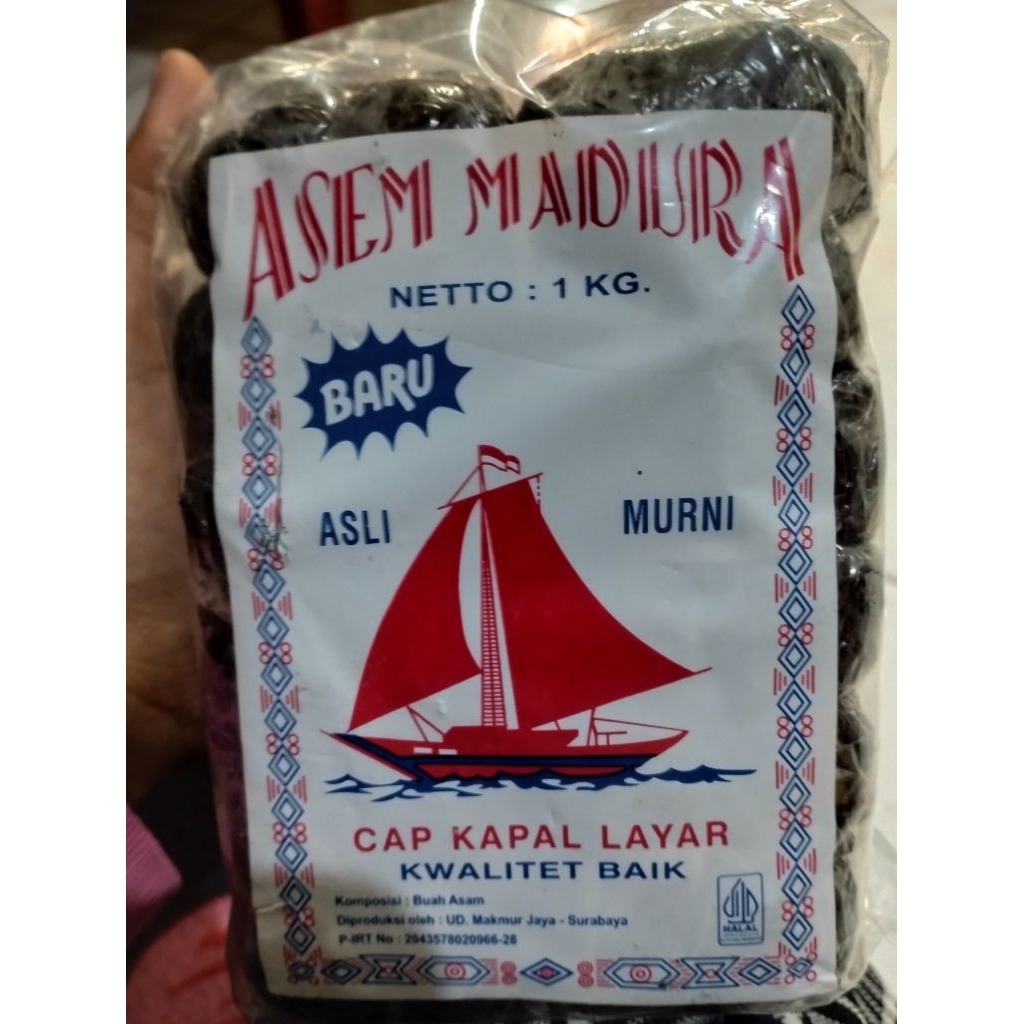 ASEM MADURA
NETTO : 1 KG.
BARU
ASLI MURNI
CAP KAPAL LAYAR
KWALITET BAIK
Komposisi : Buah Asam
Diproduksi oleh : UD. Makmur Jaya - Surabaya
P-IRT No : 2043578020966-28
HALAL